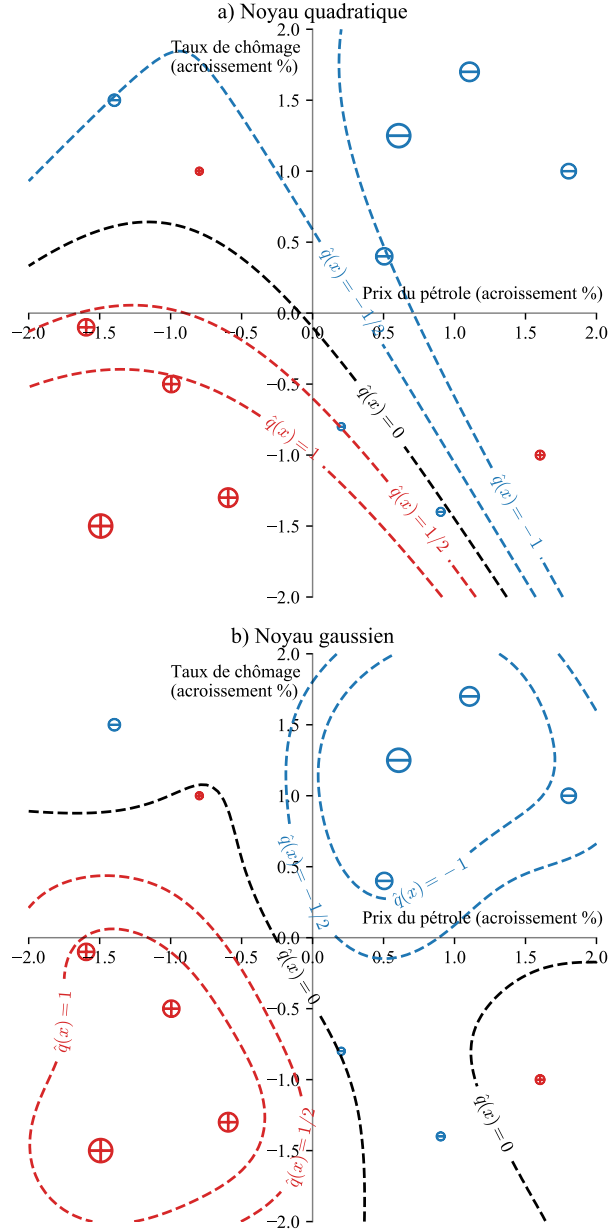 a) Noyau quadratique
Taux de chômage
(acroissement %)
2.0
1.5
1.0
0.5
Prix du pétrole (acroissement %)
−2.0 −1.5 −1.0 −0.5 0.0 0.5 1.0 1.5 2.0
−0.5
−1.0
−1.5
−2.0
q̂(x) = −1/2
q̂(x) = 0
q̂(x) = 1
q̂(x) = 1/2
q̂(x) = −1
b) Noyau gaussien
Taux de chômage
(acroissement %)
2.0
1.5
1.0
0.5
q̂(x) = −1
q̂(x) = −1/2
Prix du pétrole (acroissement %)
−2.0 −1.5 −1.0 −0.5 0.0 0.5 1.0 1.5 2.0
q̂(x) = 0
q̂(x) = 1
−0.5
−1.0
q̂(x) = 0
q̂(x) = 1/2
−1.5
−2.0